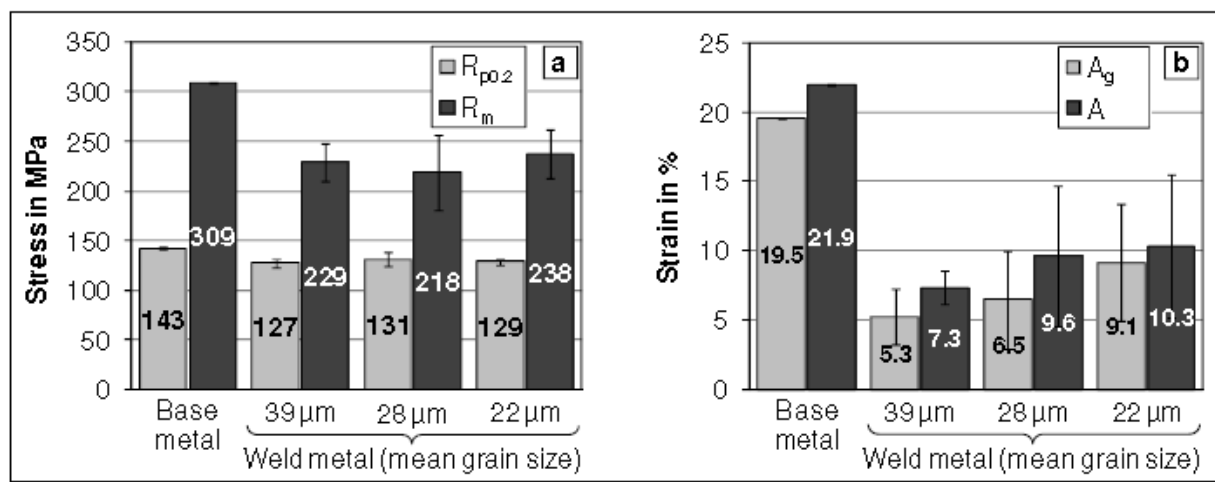 350
300
250
200
150
100
50
0
Stress in MPa
Rp0.2
Rm
a
143
309
127
229
131
218
129
238
Base metal
39 µm
28 µm
22 µm
Weld metal (mean grain size)
25
20
15
10
5
0
Strain in %
Ag
A
b
19.5
21.9
5.3
7.3
6.5
9.6
9.1
10.3
Base metal
39 µm
28 µm
22 µm
Weld metal (mean grain size)